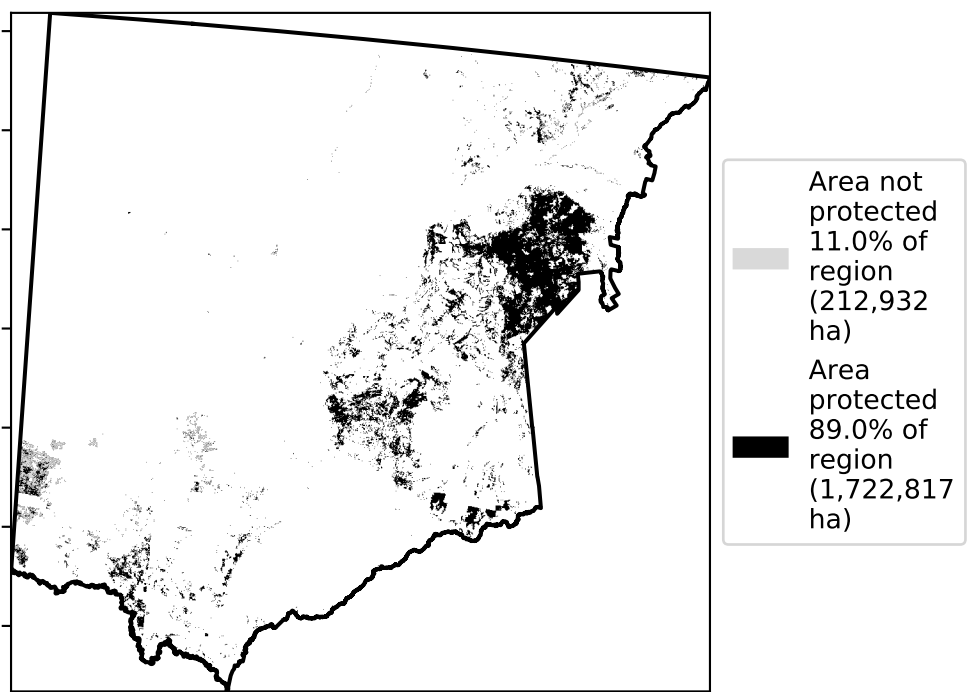 Area not
protected
11.0% of
region
(212,932
ha)
Area
protected
89.0% of
region
(1,722,817
ha)